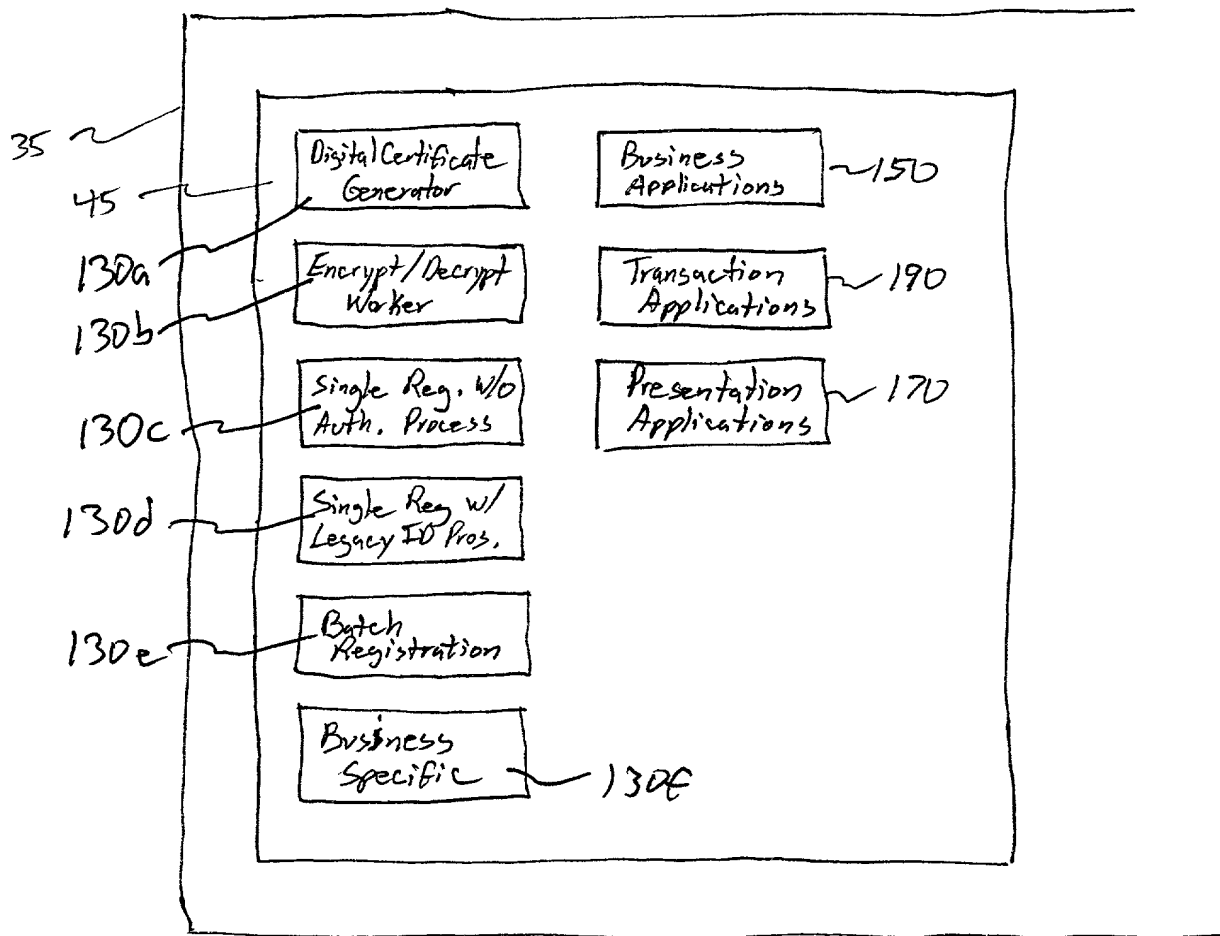 35
45
Digital Certificate
Generator
130a
Business
Applications
150
Encrypt/Decrypt
Worker
130b
Transaction
Applications
190
Single Reg. w/o
Auth. Process
130c
Presentation
Applications
170
Single Reg w/
Legacy ID Pros.
130d
Batch
Registration
130e
Business
Specific
130f